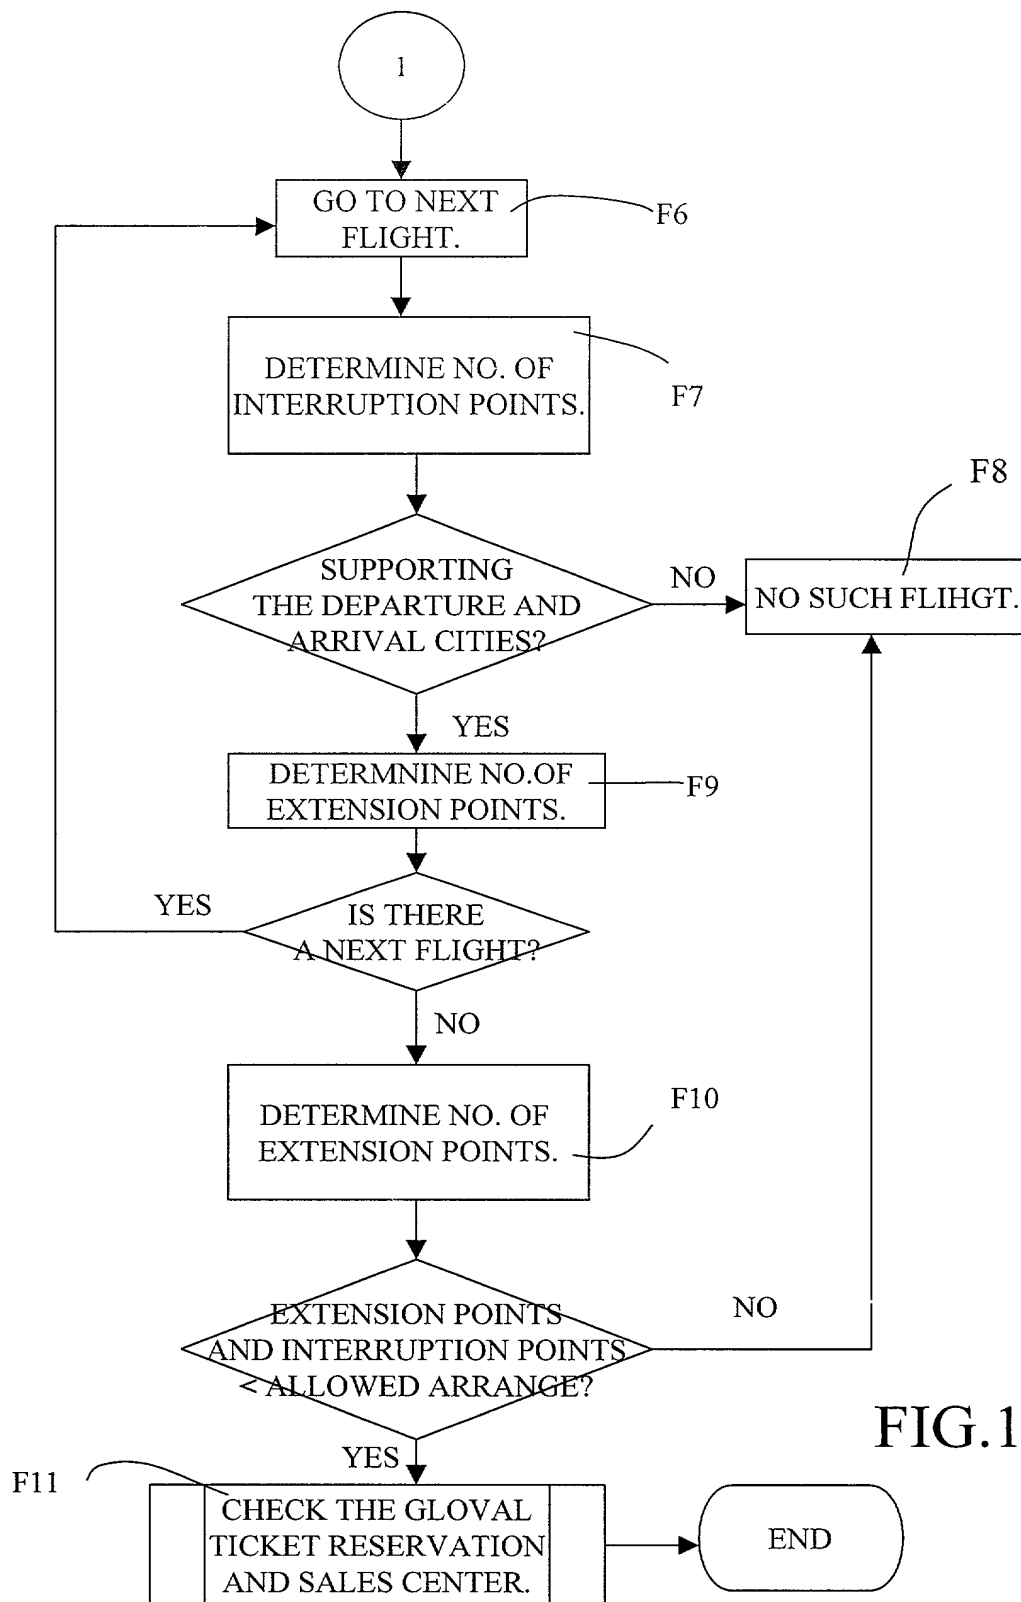 1
GO TO NEXT
FLIGHT.
F6
DETERMINE NO. OF
INTERRUPTION POINTS.
F7
F8
SUPPORTING
THE DEPARTURE AND
ARRIVAL CITIES?
NO
NO SUCH FLIHGT.
YES
DETERMNINE NO.OF
EXTENSION POINTS.
F9
YES
IS THERE
A NEXT FLIGHT?
NO
DETERMINE NO. OF
EXTENSION POINTS.
F10
EXTENSION POINTS
AND INTERRUPTION POINTS
< ALLOWED ARRANGE?
NO
FIG.1
YES
F11
CHECK THE GLOVAL
TICKET RESERVATION
AND SALES CENTER.
END